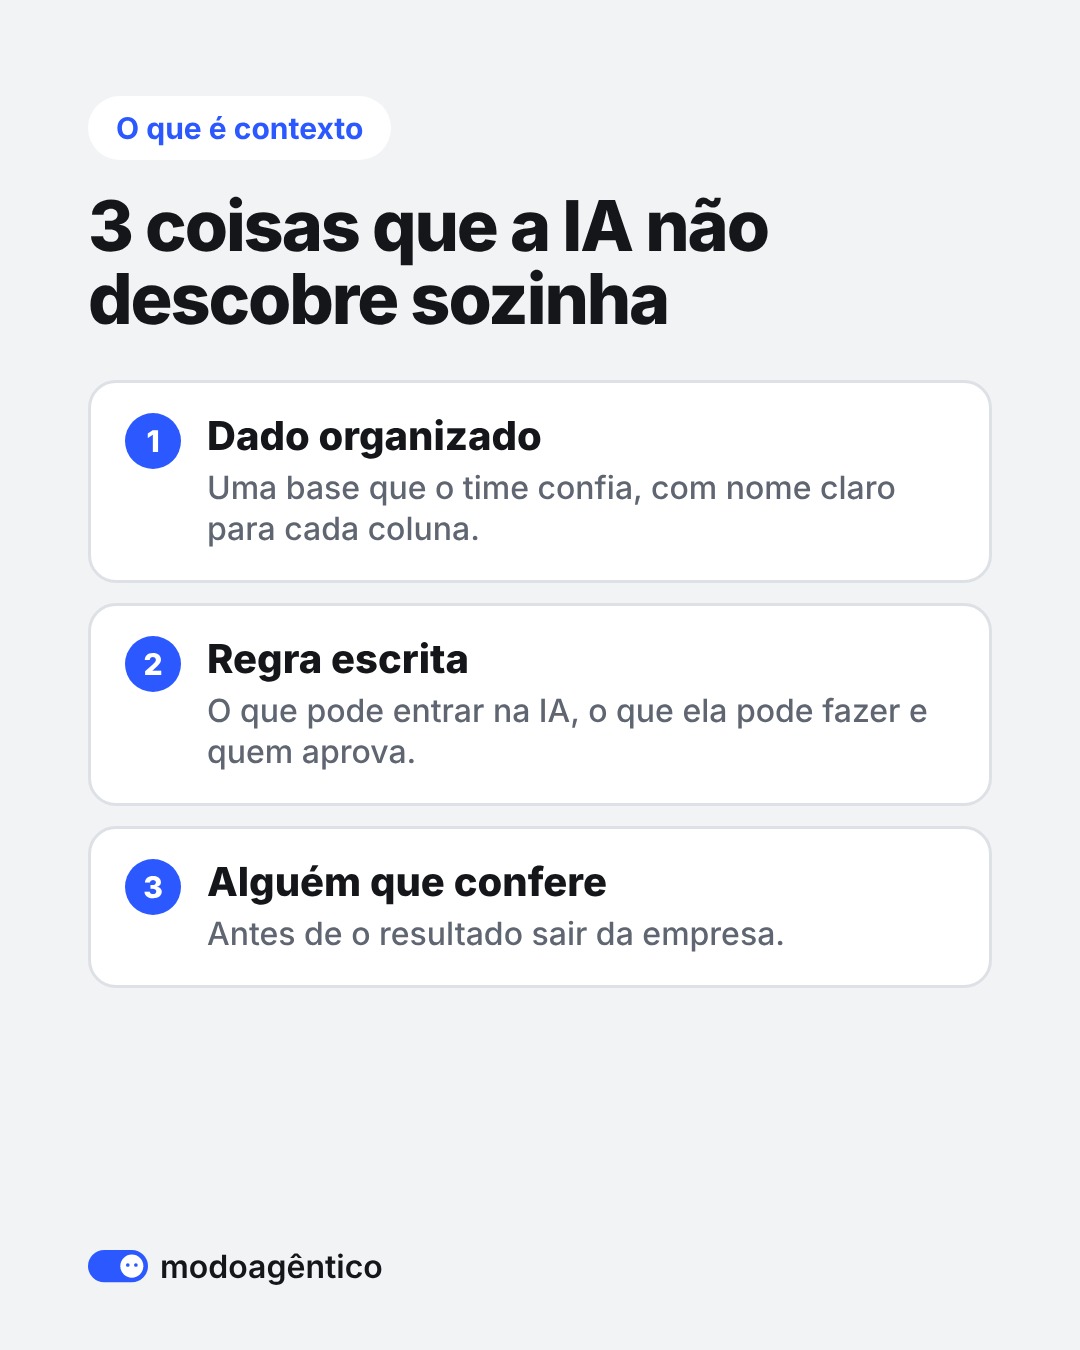 O que é contexto
3 coisas que a IA não
descobre sozinha
1
Dado organizado
Uma base que o time confia, com nome claro
para cada coluna.
2
Regra escrita
O que pode entrar na IA, o que ela pode fazer e
quem aprova.
3
Alguém que confere
Antes de o resultado sair da empresa.
modoagêntico